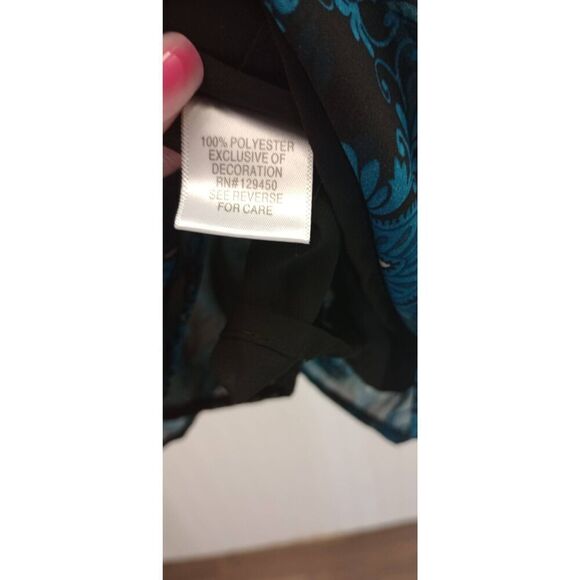 100% POLYESTER
EXCLUSIVE OF
DECORATION
RN#129450
SEE REVERSE
FOR CARE